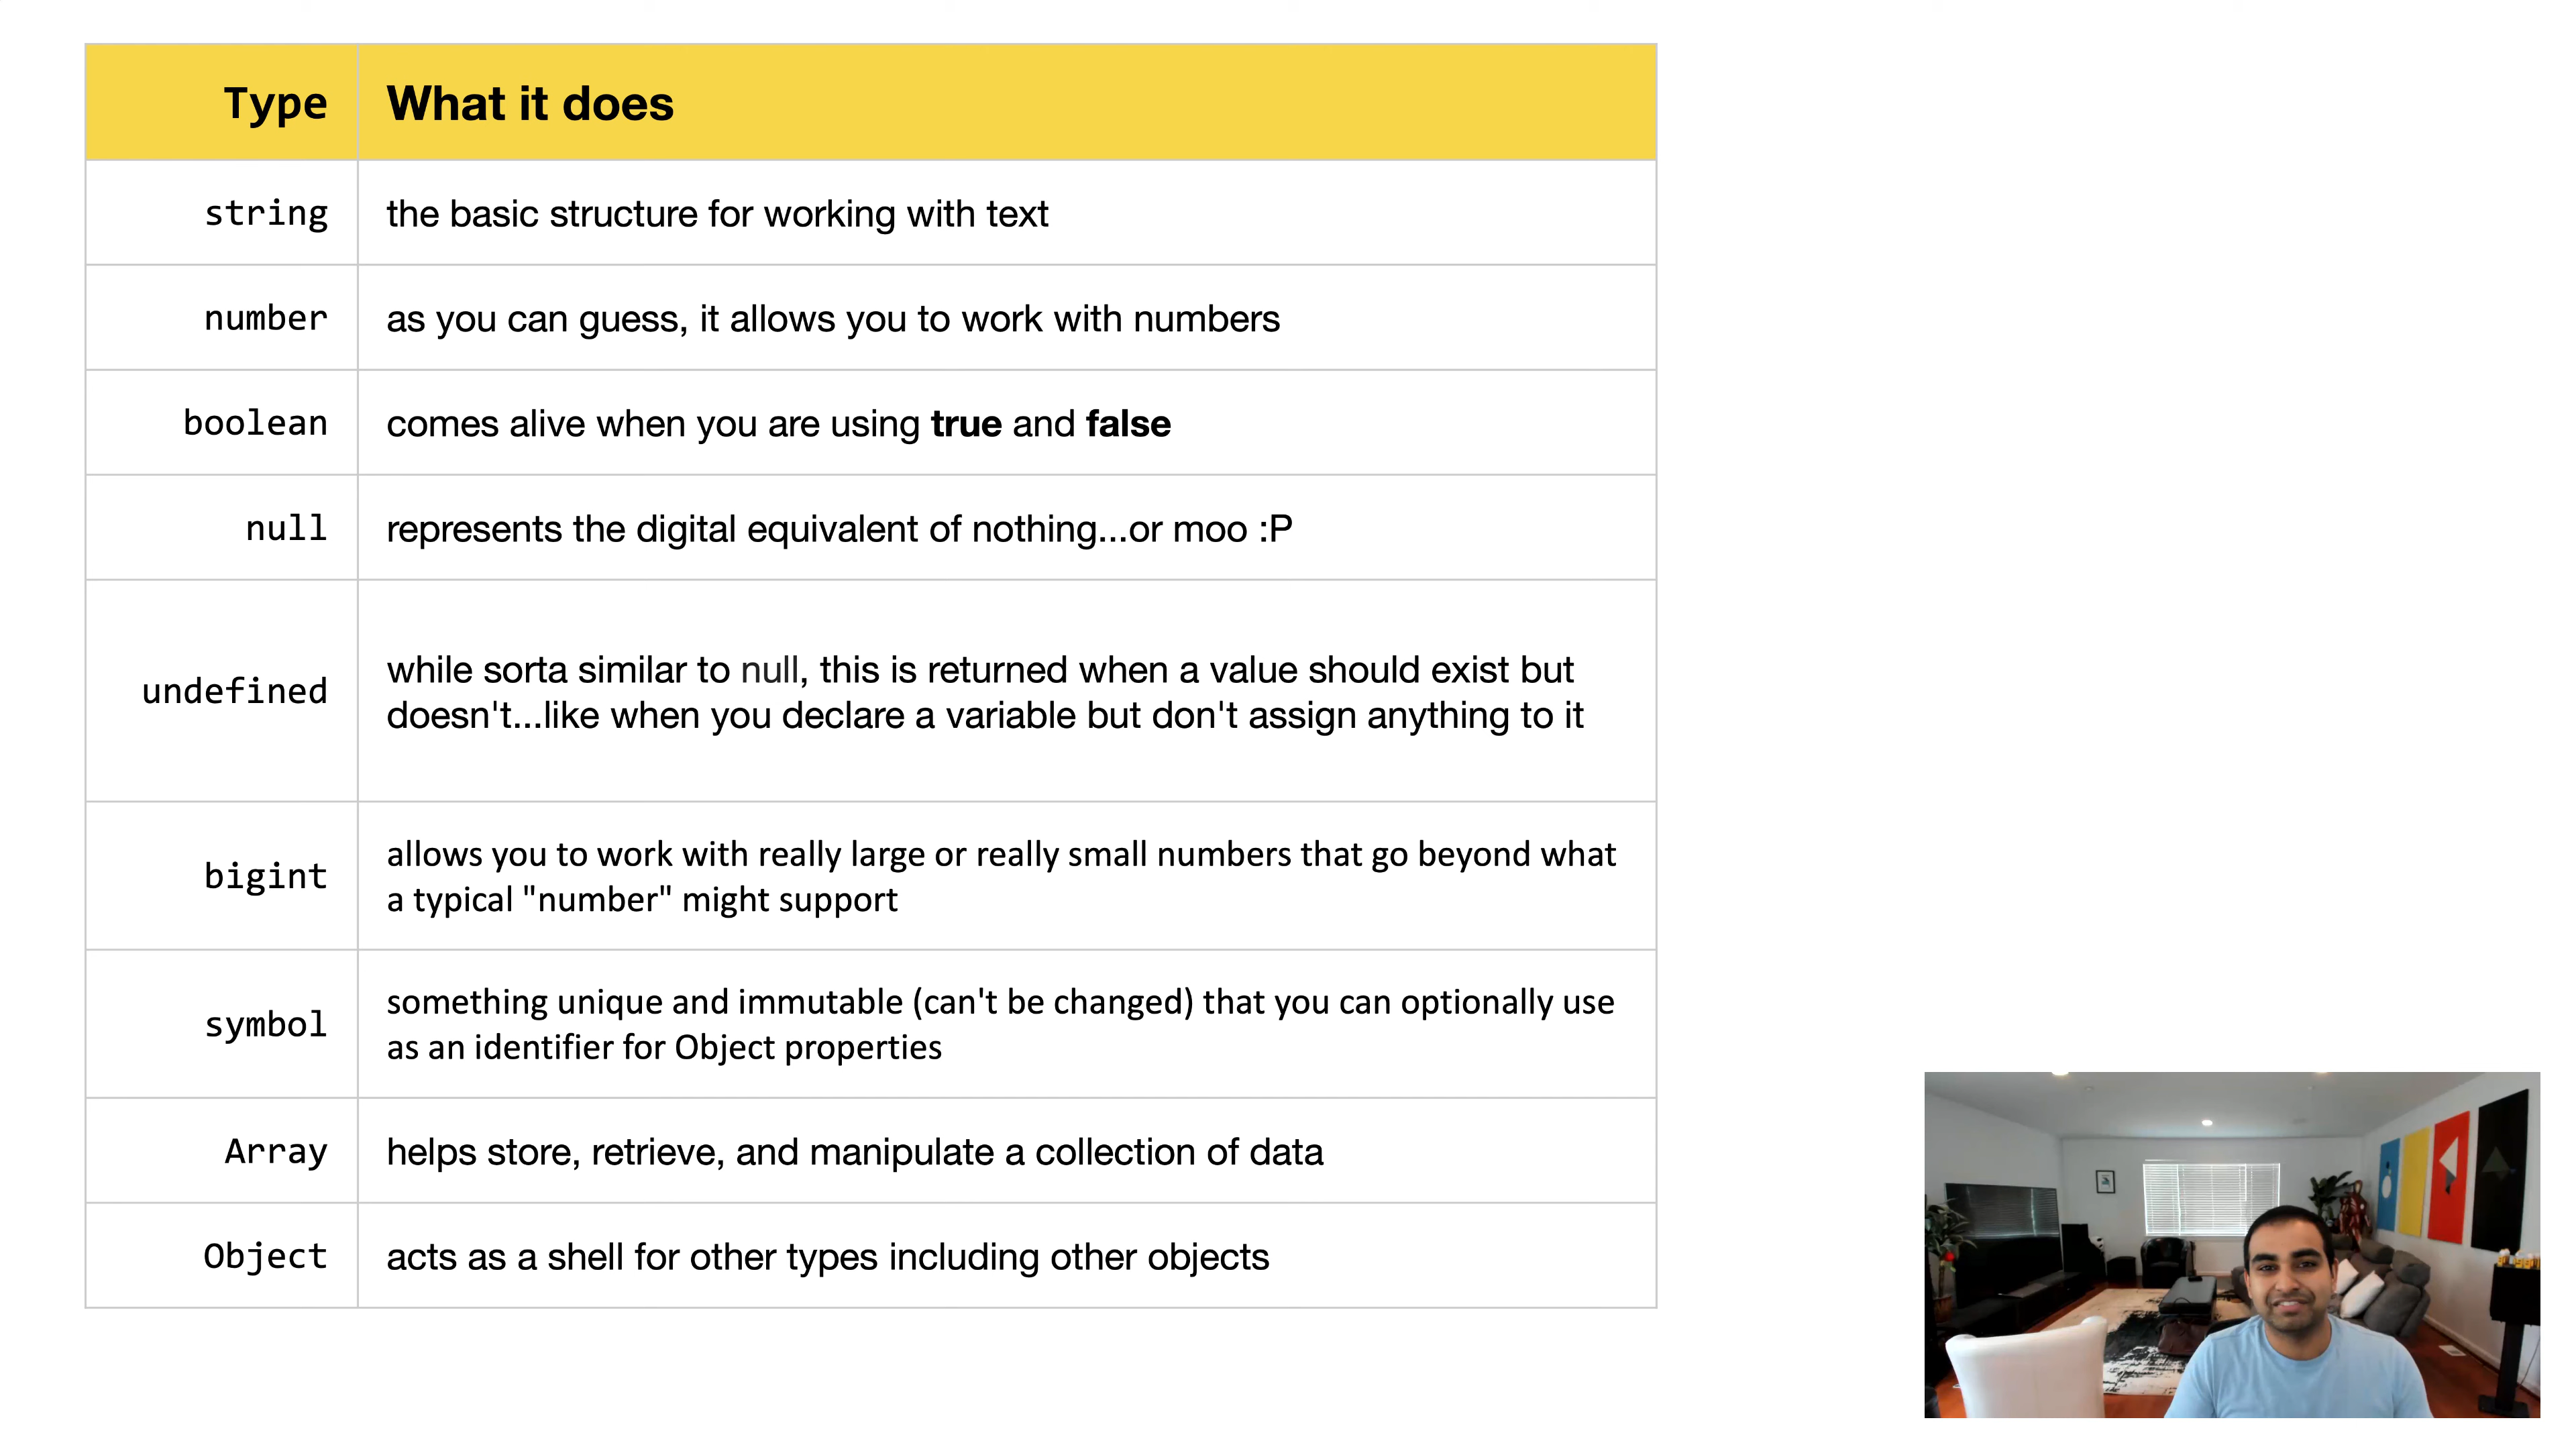 Type What it does
string the basic structure for working with text
number as you can guess, it allows you to work with numbers
boolean comes alive when you are using true and false
null represents the digital equivalent of nothing...or moo :P
undefined while sorta similar to null, this is returned when a value should exist but
doesn't...like when you declare a variable but don't assign anything to it
bigint allows you to work with really large or really small numbers that go beyond what
a typical "number" might support
symbol something unique and immutable (can't be changed) that you can optionally use
as an identifier for Object properties
Array helps store, retrieve, and manipulate a collection of data
Object acts as a shell for other types including other objects